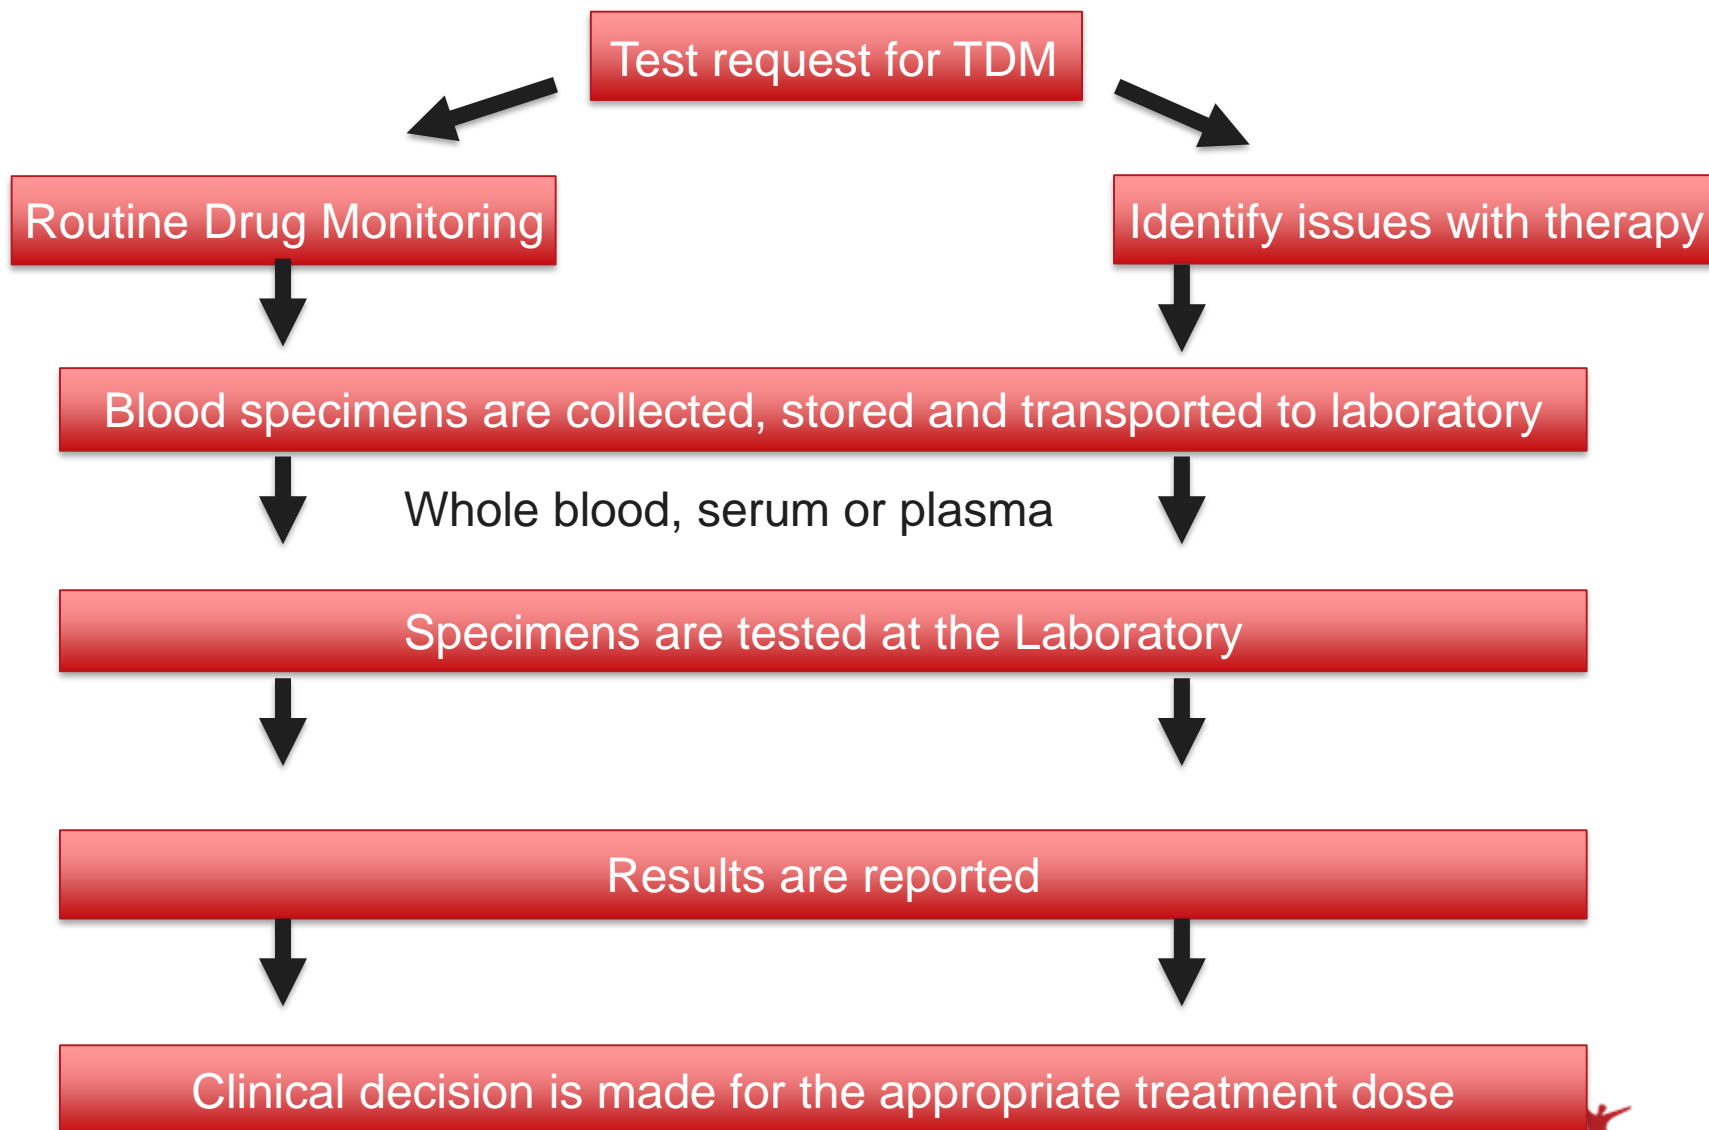 Test request for TDM
Routine Drug Monitoring
Identify issues with therapy
Blood specimens are collected, stored and transported to laboratory
Whole blood, serum or plasma
Specimens are tested at the Laboratory
Results are reported
Clinical decision is made for the appropriate treatment dose